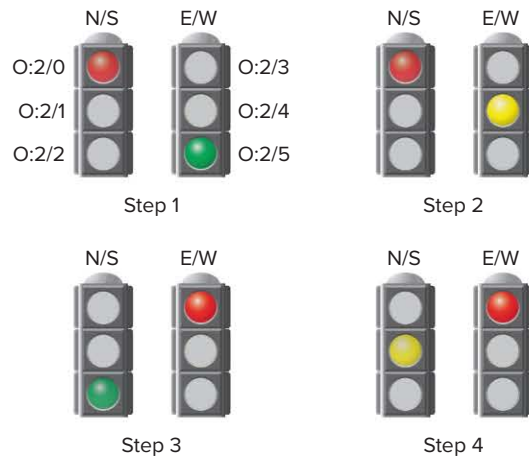 N/S E/W N/S E/W
O:2/0 O:2/3
O:2/1 O:2/4
O:2/2 O:2/5
Step 1 Step 2
N/S E/W N/S E/W
Step 3 Step 4